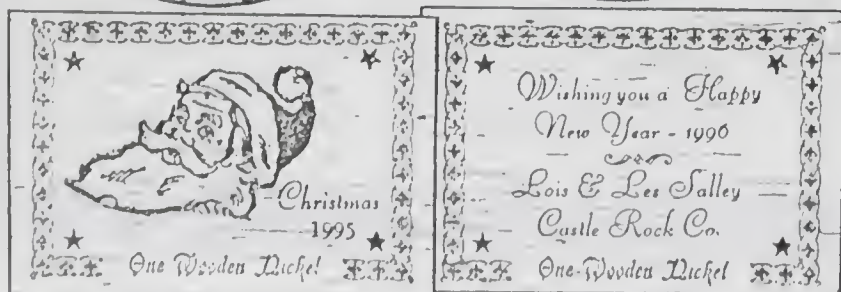 Christmas
1995
One Wooden Nickel
Wishing you a Happy
New Year - 1996
Lois & Les Salley
Castle Rock Co.
One Wooden Nickel